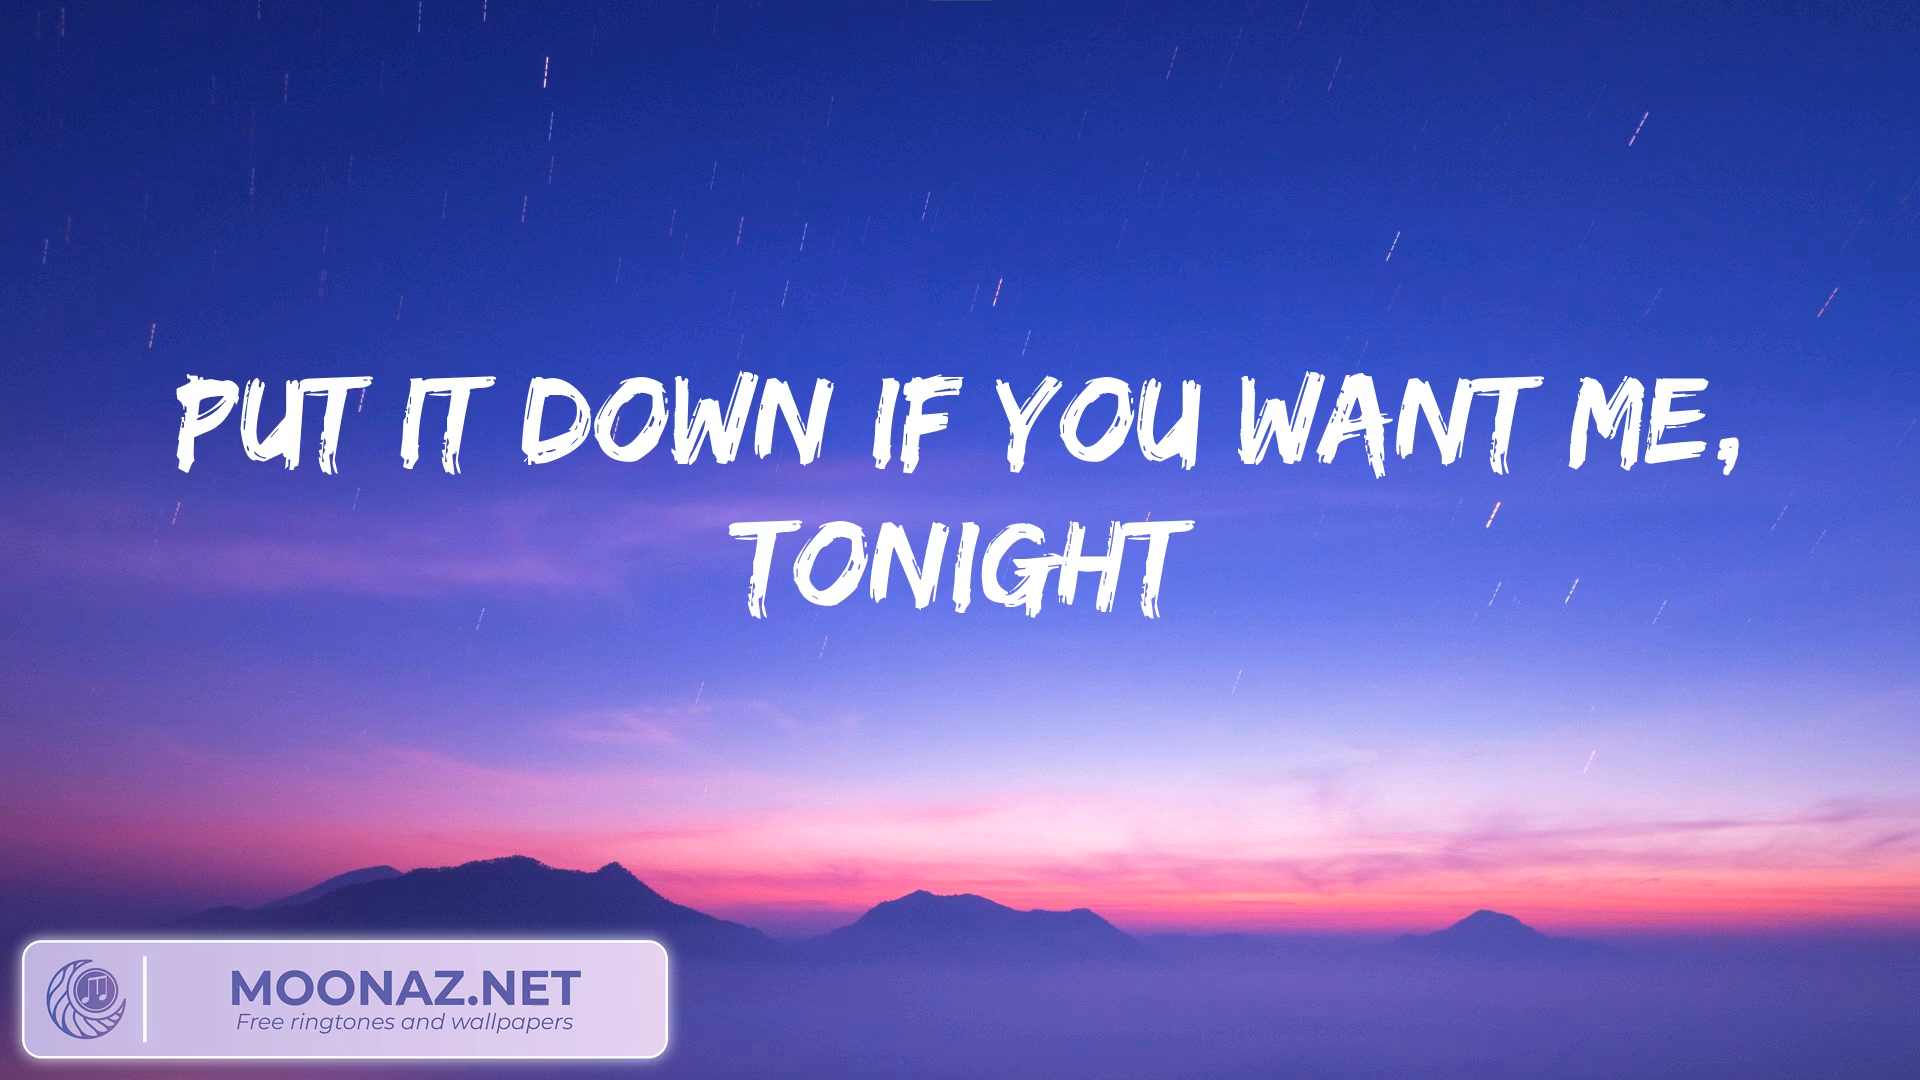 PUT IT DOWN IF YOU WANT ME,
TONIGHT
MOONAZ.NET
Free ringtones and wallpapers